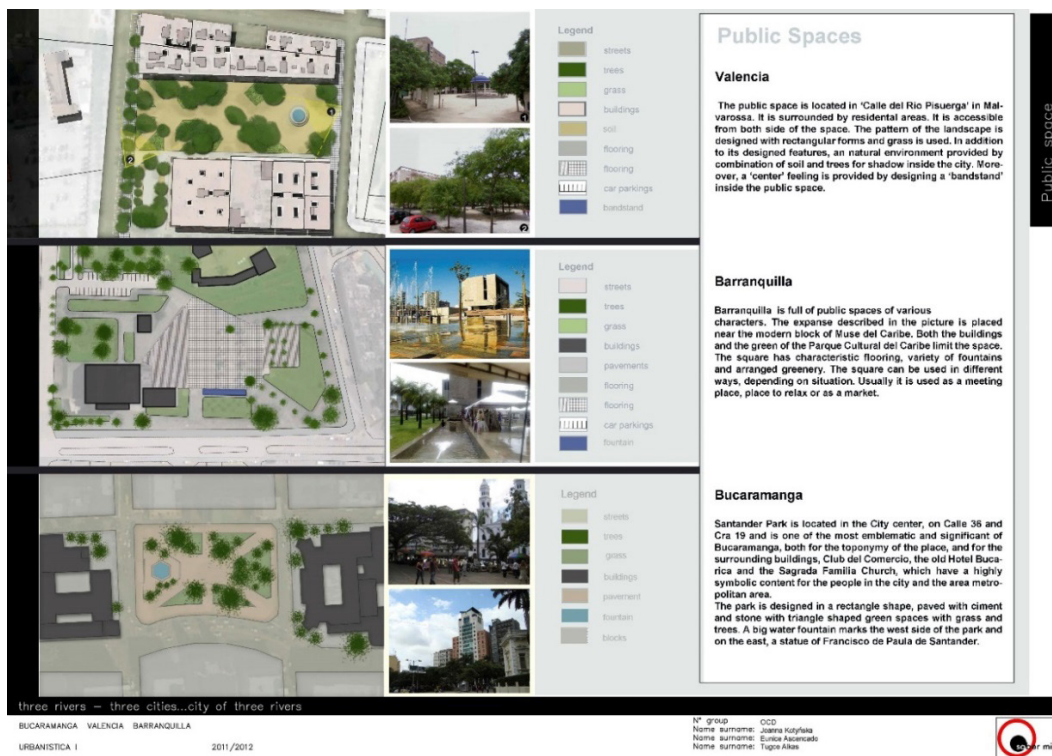 Public Spaces
Valencia
The public space is located in 'Calle del Rio Pisuerga' in Mal-
varossa. It is surrounded by residental areas. It is accessible
from both side of the space. The pattern of the landscape is
designed with rectangular forms and grass is used. In addition
to its designed features, an natural environment provided by
combination of soil and trees for shadow inside the city. More-
over, a 'center' feeling is provided by designing a 'bandstand'
inside the public space.
Barranquilla
Barranquilla is full of public spaces of various
characters. The expanse described in the picture is placed
near the modern block of Muse del Caribe. Both the buildings
and the green of the Parque Cultural del Caribe limit the space.
The square has characteristic flooring, variety of fountains
and arranged greenery. The square can be used in different
ways, depending on situation. Usually it is used as a meeting
place, place to relax or as a market.
Bucaramanga
Santander Park is located in the City center, on Calle 36 and
Cra 19 and is one of the most emblematic and significant of
Bucaramanga, both for the toponymy of the place, and for the
surrounding buildings, Club del Comercio, the old Hotel Buca-
rica and the Sagrada Familia Church, which have a highly
symbolic content for the people in the city and the area metro-
politan area.
The park is designed in a rectangle shape, paved with ciment
and stone with triangle shaped green spaces with grass and
trees. A big water fountain marks the west side of the park and
on the east, a statue of Francisco de Paula de Santander.
Public space
Legend
streets
trees
grass
buildings
soil
flooring
flooring
car parkings
bandstand
1
2
1
2
Legend
streets
trees
grass
buildings
pavements
flooring
flooring
car parkings
fountain
Legend
streets
trees
grass
buildings
pavement
fountain
blocks
three rivers – three cities...city of three rivers
BUCARAMANGA VALENCIA BARRANQUILLA
URBANISTICA I 2011/2012
N° group OCD
Name surname: Joanna Kotyńska
Name surname: Eunice Ascencado
Name surname: Tugce Alkas